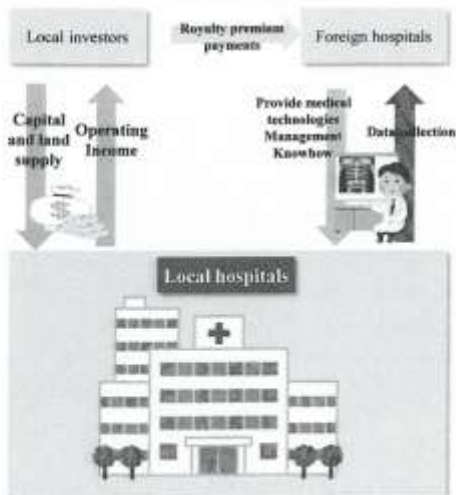 Local investors
Royalty premium
payments
Foreign hospitals
Capital
and land
supply
Operating
Income
Provide medical
technologies
Management
Knowhow
Data collection
$
Local hospitals